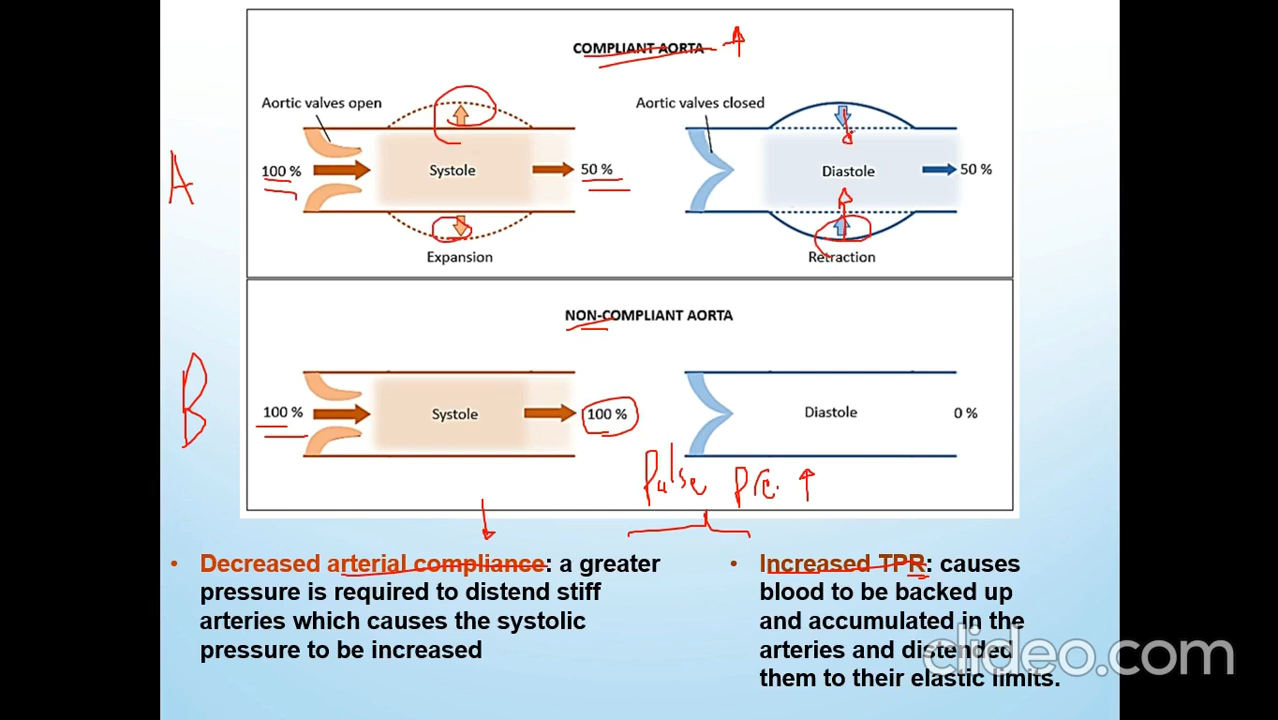 COMPLIANT AORTA
Aortic valves open
Aortic valves closed
A
100 %
Systole
50 %
Diastole
50 %
Expansion
Retraction
NON-COMPLIANT AORTA
B
100 %
Systole
100 %
Diastole
0 %
Pulse pre.
• Decreased arterial compliance: a greater
pressure is required to distend stiff
arteries which causes the systolic
pressure to be increased
• Increased TPR: causes
blood to be backed up
and accumulated in the
arteries and distended
them to their elastic limits.
clideo.com